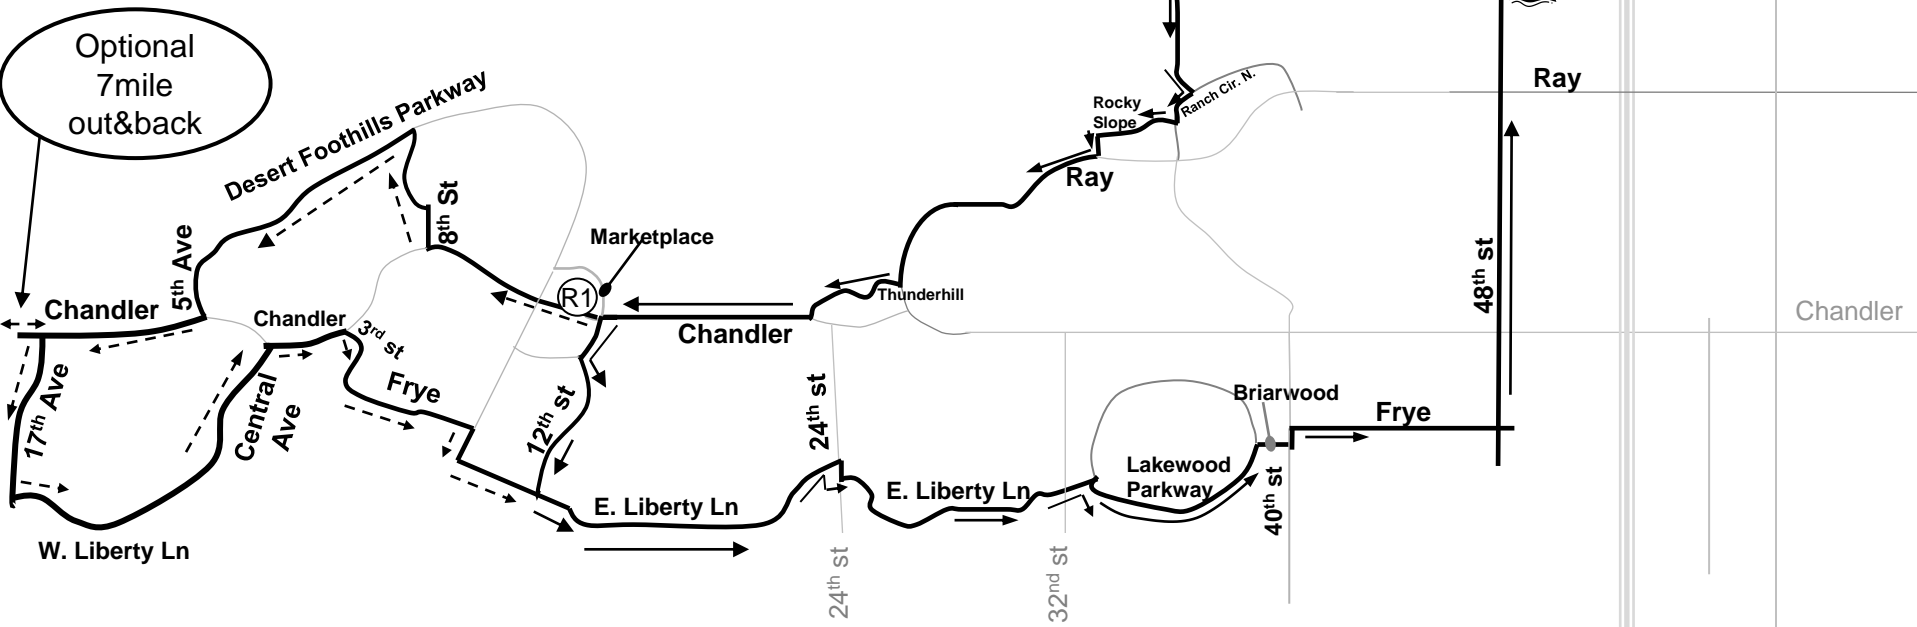 Optional
7mile
out&back
Desert Foothills Parkway
Ray
Ranch Cir. N.
Rocky
Slope
Ray
8th St
5th Ave
Marketplace
R1
48th st
Thunderhill
Chandler
Chandler
Chandler
Chandler
3rd st
Frye
17th Ave
Central
Ave
12th st
24th st
Briarwood
Frye
Lakewood
Parkway
E. Liberty Ln
E. Liberty Ln
40th st
W. Liberty Ln
24th st
32nd st